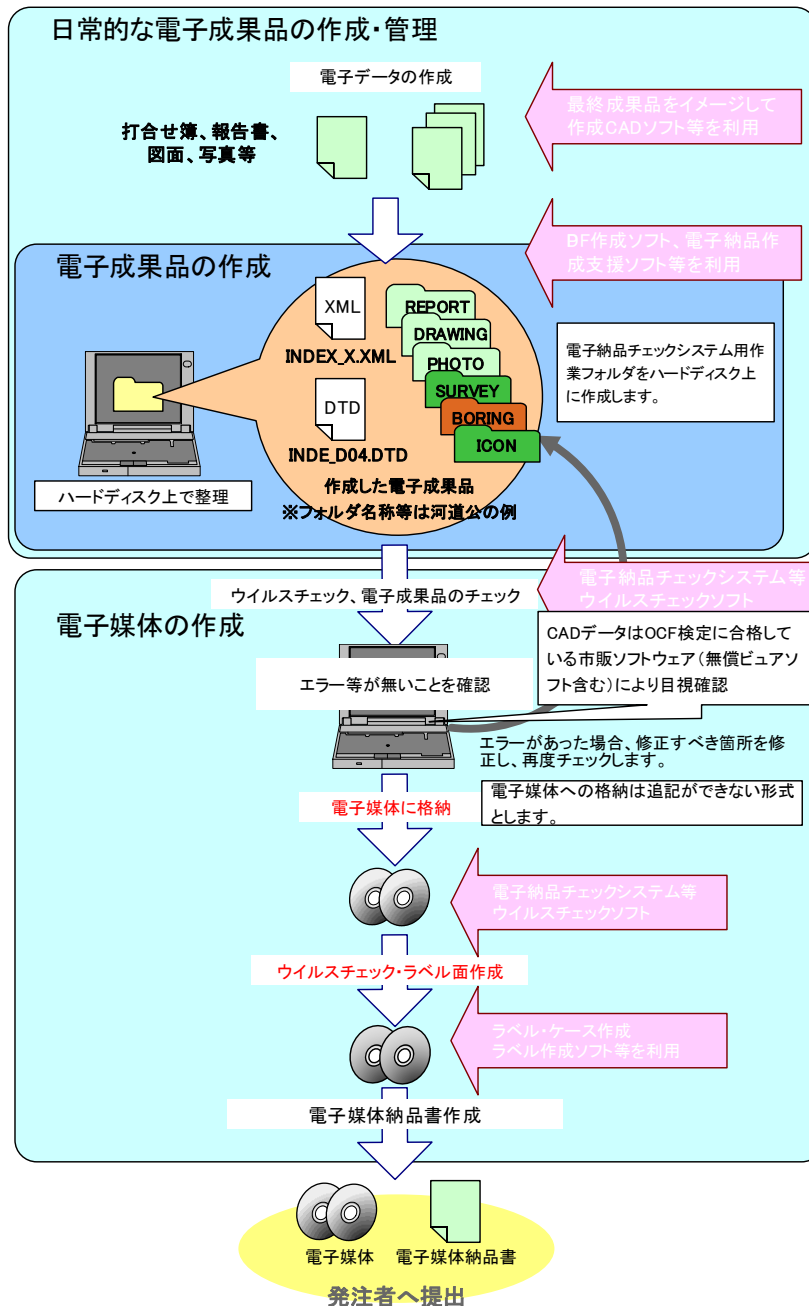 日常的な電子成果品の作成・管理
電子データの作成
打合せ簿、報告書、
図面、写真等
最終成果品をイメージして
作成CADソフト等を利用
電子成果品の作成
DF作成ソフト、電子納品作
成支援ソフト等を利用
XML
INDEX_X.XML
DTD
INDE_D04.DTD
REPORT
DRAWING
PHOTO
SURVEY
BORING
ICON
電子納品チェックシステム用作
業フォルダをハードディスク上
に作成します。
ハードディスク上で整理
作成した電子成果品
※フォルダ名称等は河道公の例
ウイルスチェック、電子成果品のチェック
電子納品チェックシステム等
ウイルスチェックソフト
電子媒体の作成
CADデータはOCF検定に合格して
いる市販ソフトウェア(無償ビュアソ
フト含む)により目視確認
エラー等が無いことを確認
エラーがあった場合、修正すべき箇所を修
正し、再度チェックします。
電子媒体に格納
電子媒体への格納は追記ができない形式
とします。
電子納品チェックシステム等
ウイルスチェックソフト
ウイルスチェック・ラベル面作成
ラベル・ケース作成
ラベル作成ソフト等を利用
電子媒体納品書作成
電子媒体
電子媒体納品書
発注者へ提出